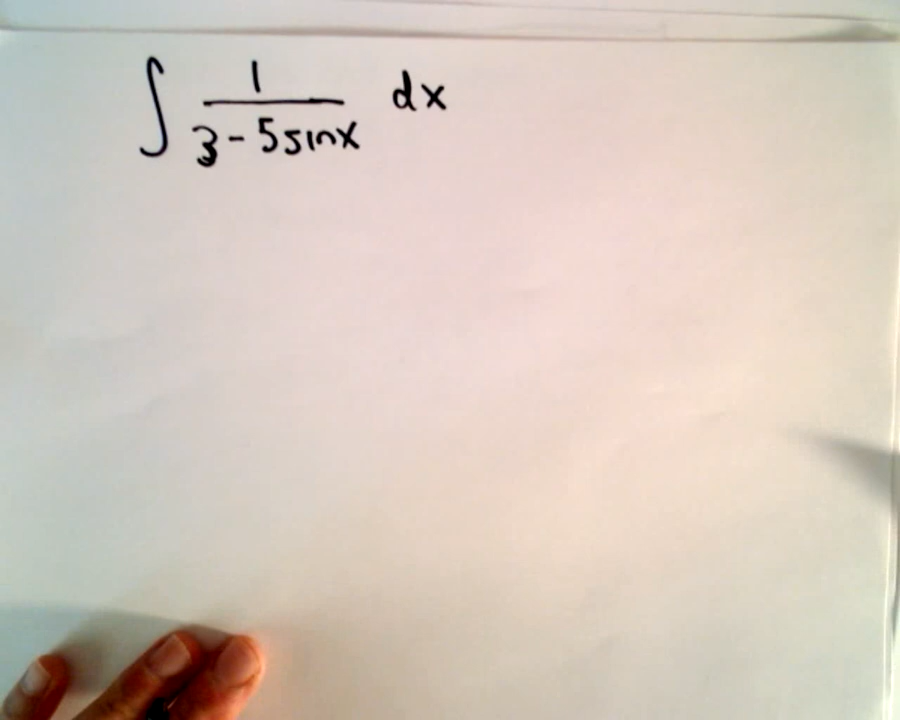 ∫ 1/(3-5sinx) dx